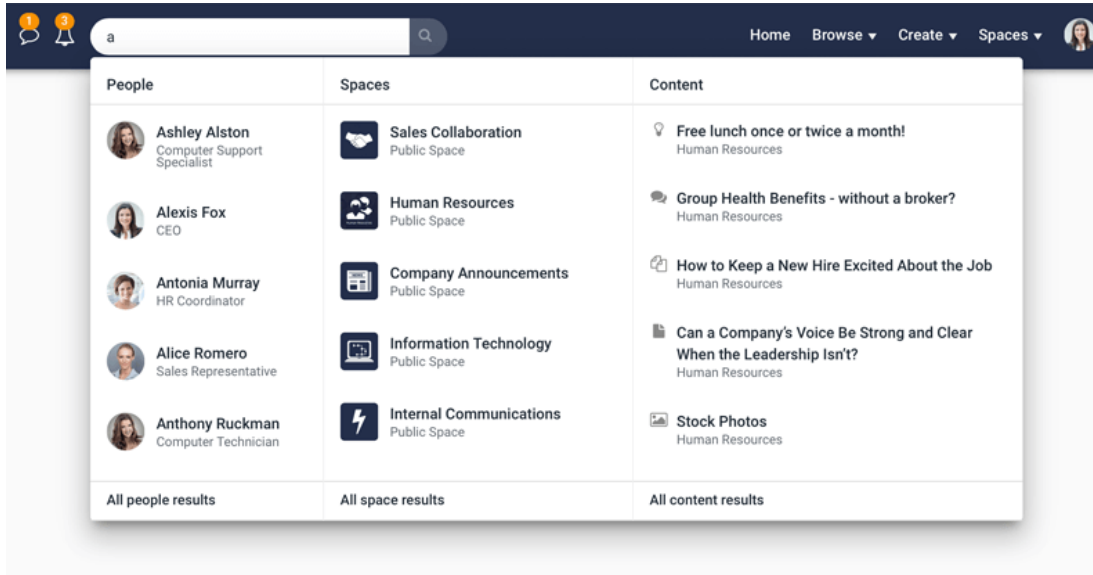 1
3
a
Home Browse Create Spaces
People
Ashley Alston
Computer Support
Specialist
Alexis Fox
CEO
Antonia Murray
HR Coordinator
Alice Romero
Sales Representative
Anthony Ruckman
Computer Technician
All people results
Spaces
Sales Collaboration
Public Space
Human Resources
Public Space
Company Announcements
Public Space
Information Technology
Public Space
Internal Communications
Public Space
All space results
Content
Free lunch once or twice a month!
Human Resources
Group Health Benefits - without a broker?
Human Resources
How to Keep a New Hire Excited About the Job
Human Resources
Can a Company's Voice Be Strong and Clear
When the Leadership Isn't?
Human Resources
Stock Photos
Human Resources
All content results